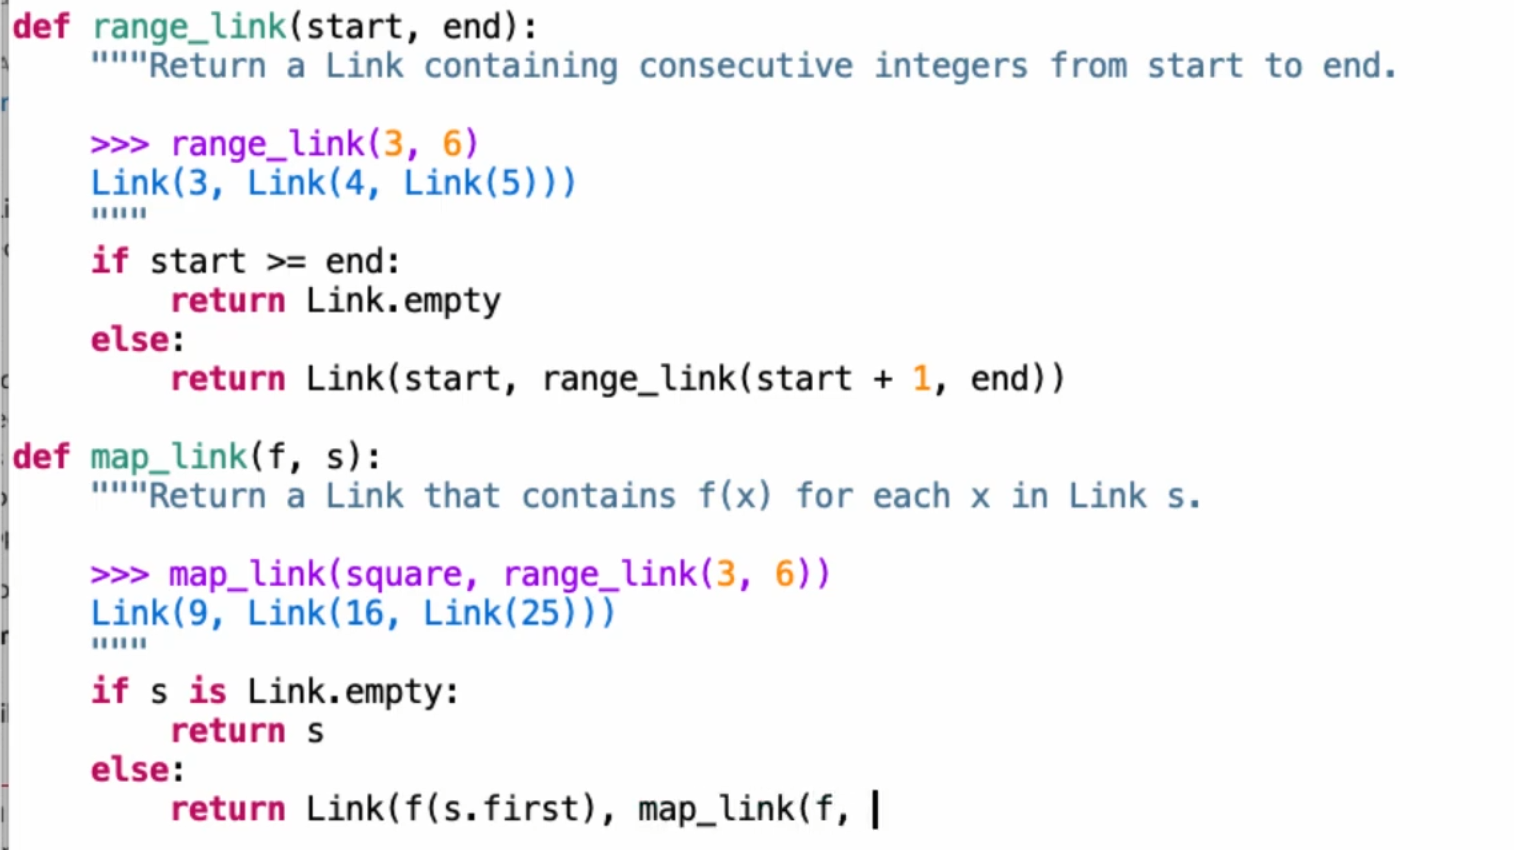 def range_link(start, end):
    """Return a Link containing consecutive integers from start to end.

    >>> range_link(3, 6)
    Link(3, Link(4, Link(5)))
    """
    if start >= end:
        return Link.empty
    else:
        return Link(start, range_link(start + 1, end))

def map_link(f, s):
    """Return a Link that contains f(x) for each x in Link s.

    >>> map_link(square, range_link(3, 6))
    Link(9, Link(16, Link(25)))
    """
    if s is Link.empty:
        return s
    else:
        return Link(f(s.first), map_link(f,